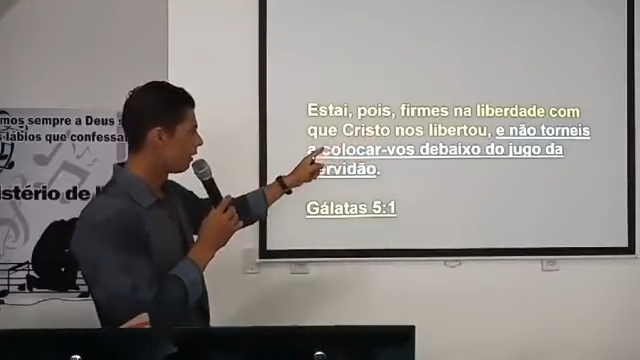 mos sempre a Deus
s lábios que confessa
istério de
Estai, pois, firmes na liberdade com
que Cristo nos libertou, e não torneis
a colocar-vos debaixo do jugo da
ervidão.
Gálatas 5:1